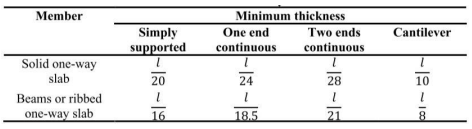 Member Minimum thickness
Simply supported One end continuous Two ends continuous Cantilever
Solid one-way slab l/20 l/24 l/28 l/10
Beams or ribbed one-way slab l/16 l/18.5 l/21 l/8